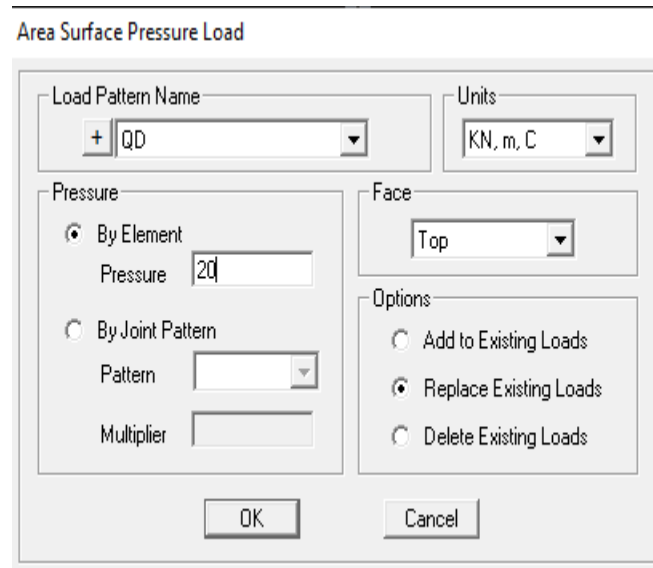 Area Surface Pressure Load
Load Pattern Name
+ QD
Units
KN, m, C
Pressure
By Element
Pressure 20
By Joint Pattern
Pattern
Multiplier
Face
Top
Options
Add to Existing Loads
Replace Existing Loads
Delete Existing Loads
OK
Cancel